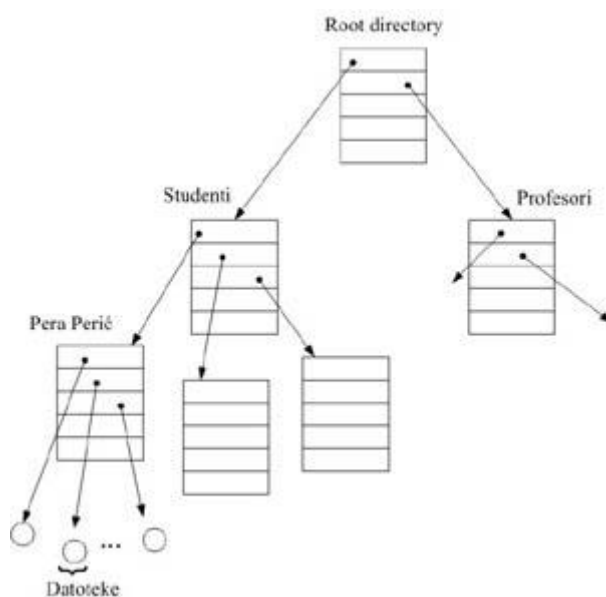 Root directory
Studenti
Profesori
Pera Perić
...
Datoteke